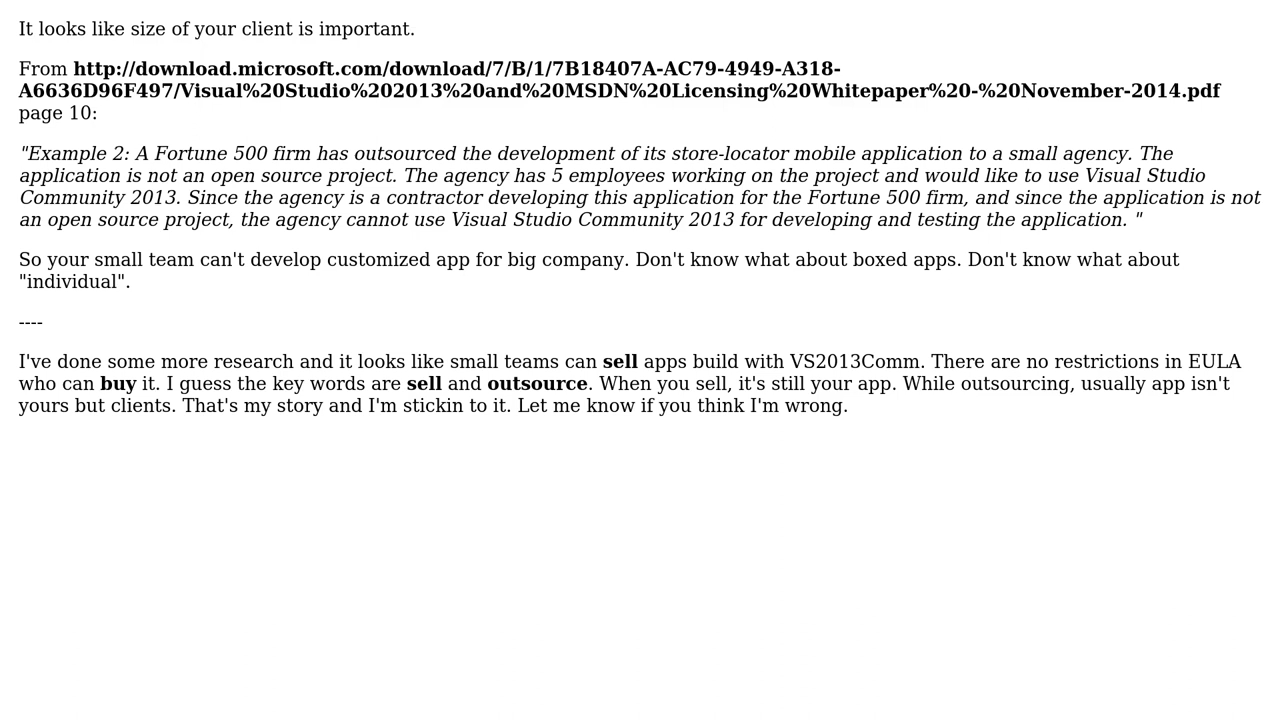 It looks like size of your client is important.
From http://download.microsoft.com/download/7/B/1/7B18407A-AC79-4949-A318-
A6636D96F497/Visual%20Studio%202013%20and%20MSDN%20Licensing%20Whitepaper%20-%20November-2014.pdf
page 10:
"Example 2: A Fortune 500 firm has outsourced the development of its store-locator mobile application to a small agency. The
application is not an open source project. The agency has 5 employees working on the project and would like to use Visual Studio
Community 2013. Since the agency is a contractor developing this application for the Fortune 500 firm, and since the application is not
an open source project, the agency cannot use Visual Studio Community 2013 for developing and testing the application. "
So your small team can't develop customized app for big company. Don't know what about boxed apps. Don't know what about
"individual".
----
I've done some more research and it looks like small teams can sell apps build with VS2013Comm. There are no restrictions in EULA
who can buy it. I guess the key words are sell and outsource. When you sell, it's still your app. While outsourcing, usually app isn't
yours but clients. That's my story and I'm stickin to it. Let me know if you think I'm wrong.